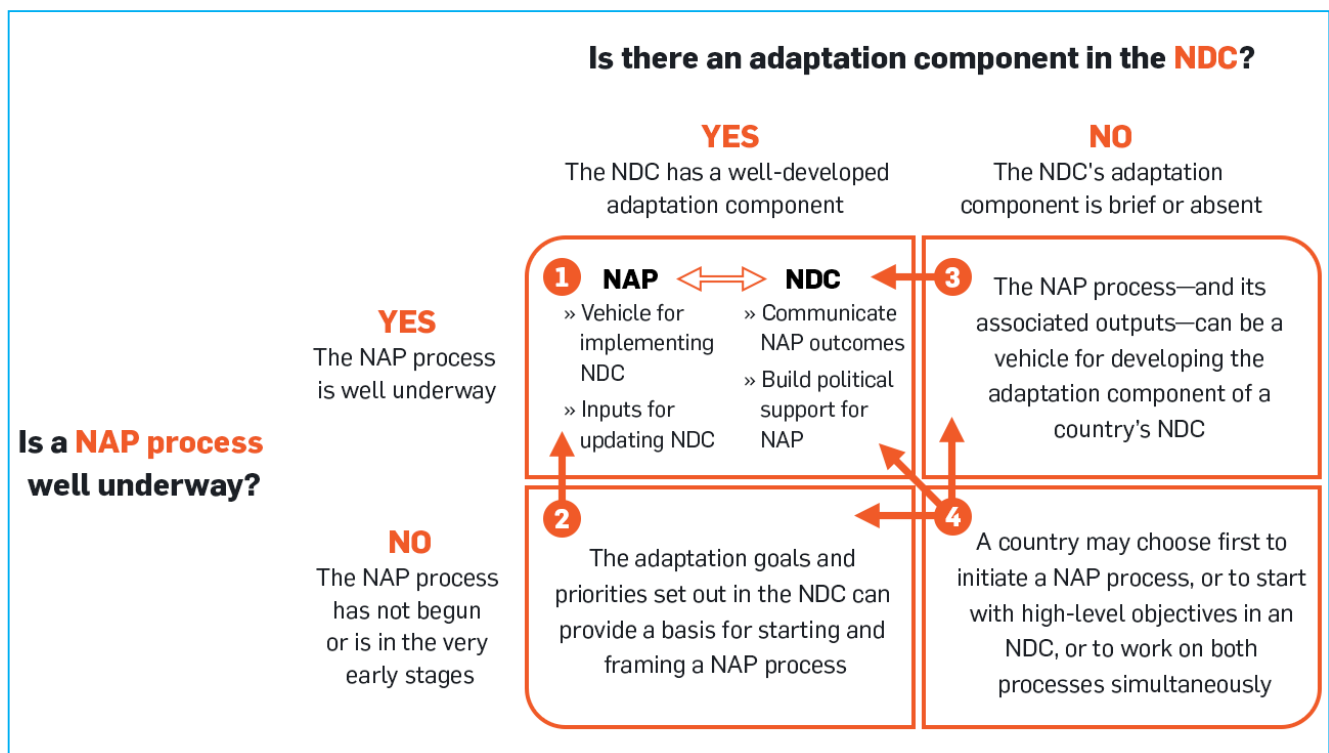 Is there an adaptation component in the NDC?
YES
The NDC has a well-developed
adaptation component
NO
The NDC's adaptation
component is brief or absent
Is a NAP process
well underway?
YES
The NAP process
is well underway
1
NAP
» Vehicle for
implementing
NDC
» Inputs for
updating NDC
NDC
» Communicate
NAP outcomes
» Build political
support for
NAP
3
The NAP process—and its
associated outputs—can be a
vehicle for developing the
adaptation component of a
country's NDC
NO
The NAP process
has not begun
or is in the very
early stages
2
The adaptation goals and
priorities set out in the NDC can
provide a basis for starting and
framing a NAP process
4
A country may choose first to
initiate a NAP process, or to start
with high-level objectives in an
NDC, or to work on both
processes simultaneously